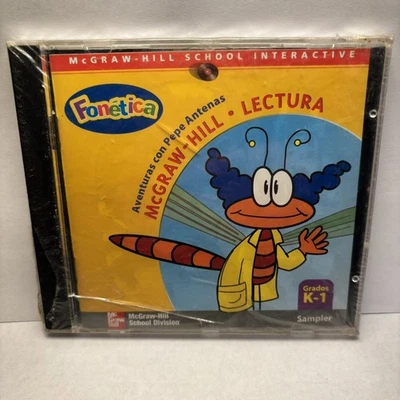 McGRAW-HILL SCHOOL INTERACTIVE
Fonética
Aventuras con Pepe Antenas
McGRAW-HILL • LECTURA
Grados
K-1
McGraw-Hill
School Division
Sampler